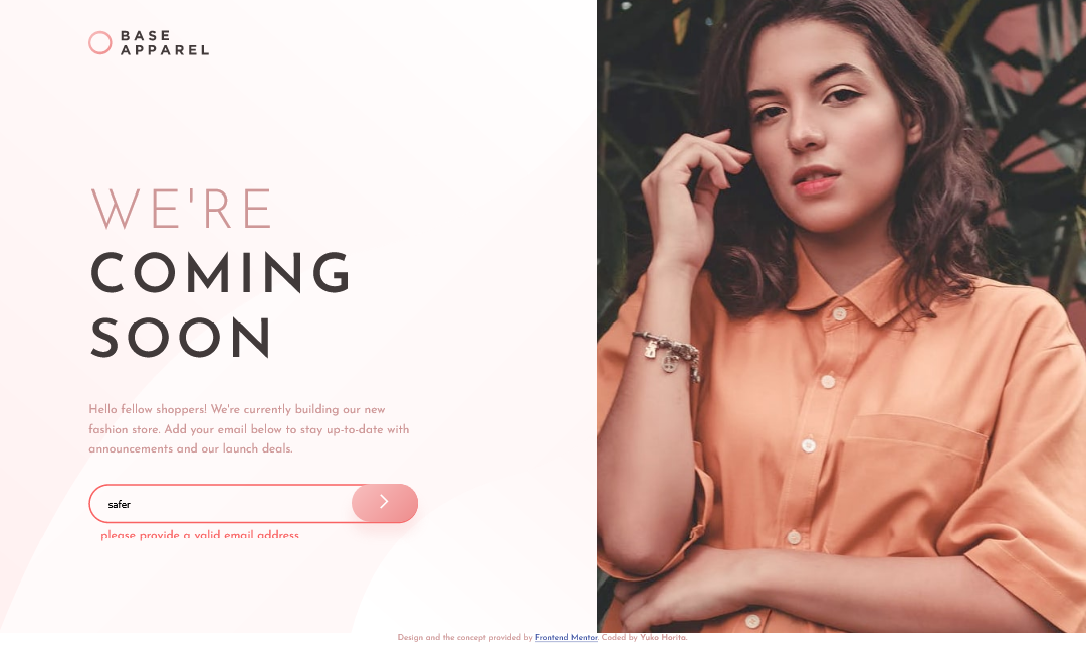 BASE
APPAREL
WE'RE
COMING
SOON
Hello fellow shoppers! We're currently building our new
fashion store. Add your email below to stay up-to-date with
announcements and our launch deals.
safer
please provide a valid email address
Design and the concept provided by Frontend Mentor. Coded by Yuko Horita.